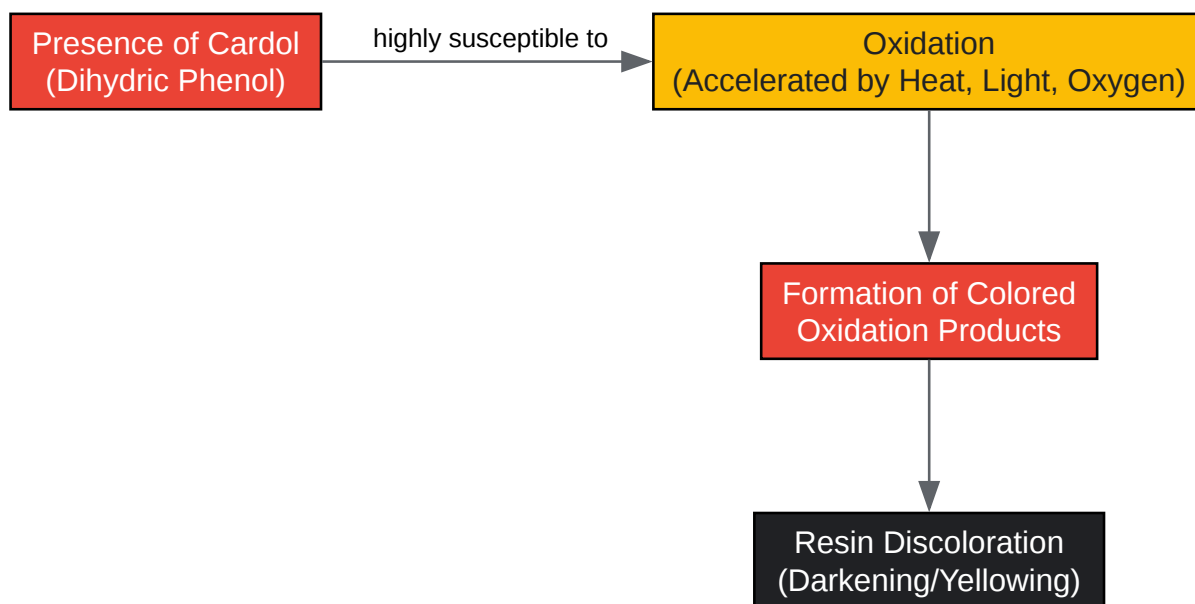 Presence of Cardol
(Dihydric Phenol)
highly susceptible to
Oxidation
(Accelerated by Heat, Light, Oxygen)
Formation of Colored
Oxidation Products
Resin Discoloration
(Darkening/Yellowing)